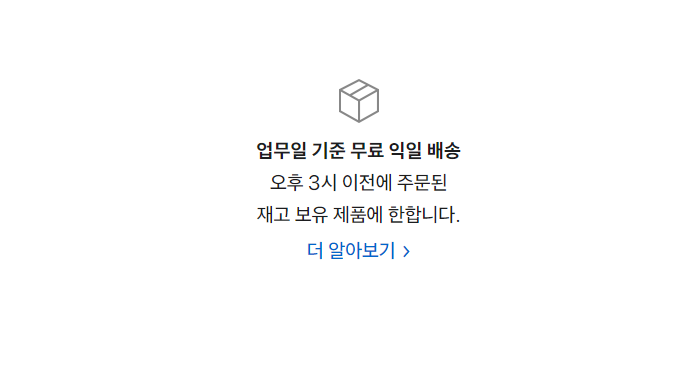 업무일 기준 무료 익일 배송
오후 3시 이전에 주문된
재고 보유 제품에 한합니다.
더 알아보기 >